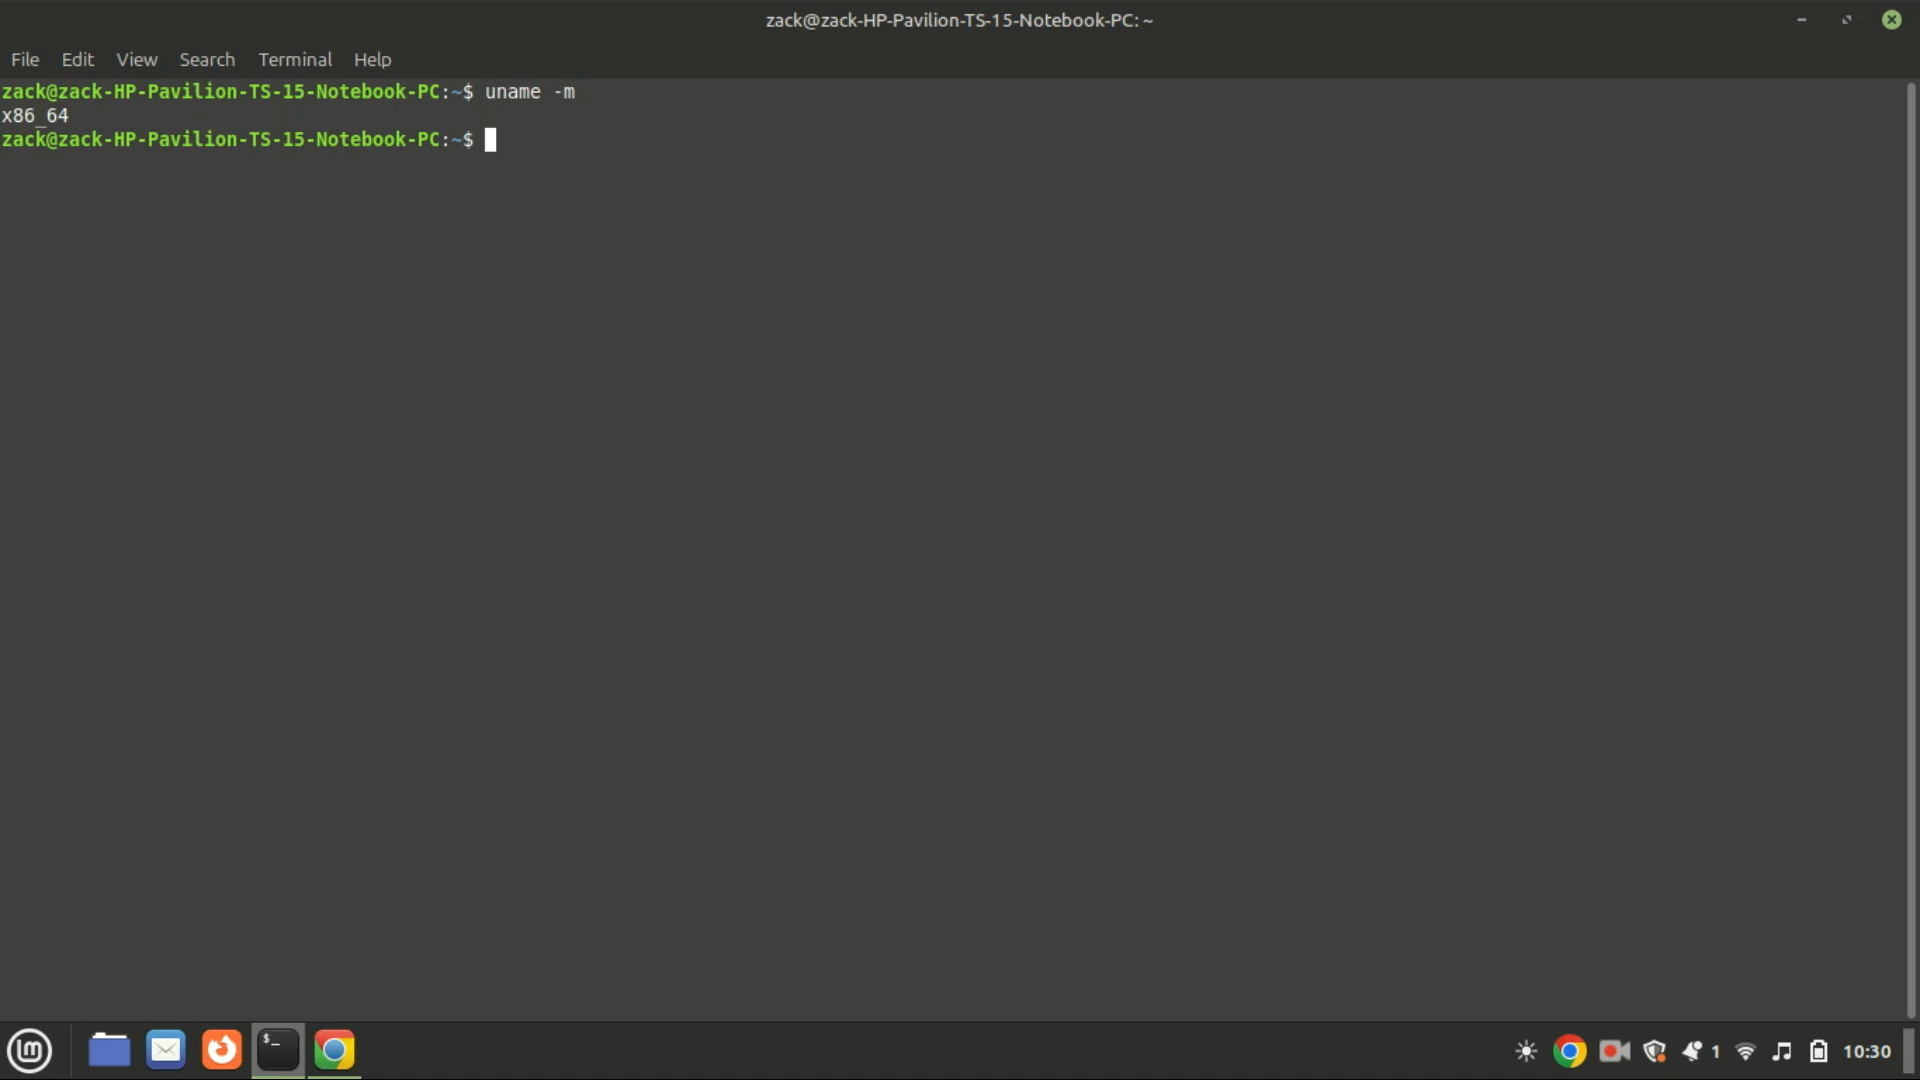 zack@zack-HP-Pavilion-TS-15-Notebook-PC: ~
File Edit View Search Terminal Help
zack@zack-HP-Pavilion-TS-15-Notebook-PC:~$ uname -m
x86_64
zack@zack-HP-Pavilion-TS-15-Notebook-PC:~$
$_
1 10:30